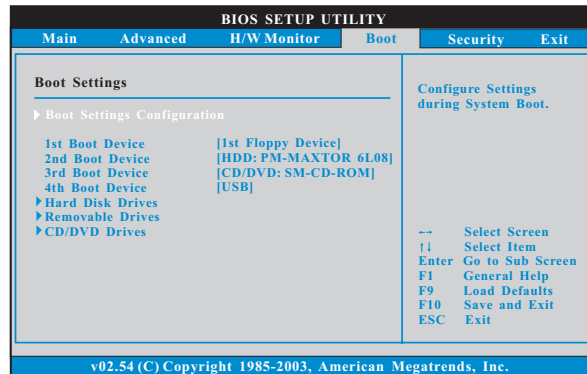 BIOS SETUP UTILITY
Main Advanced H/W Monitor Boot Security Exit
Boot Settings
Boot Settings Configuration
1st Boot Device [1st Floppy Device]
2nd Boot Device [HDD: PM-MAXTOR 6L08]
3rd Boot Device [CD/DVD: SM-CD-ROM]
4th Boot Device [USB]
Hard Disk Drives
Removable Drives
CD/DVD Drives
Configure Settings
during System Boot.
←→ Select Screen
↑↓ Select Item
Enter Go to Sub Screen
F1 General Help
F9 Load Defaults
F10 Save and Exit
ESC Exit
v02.54 (C) Copyright 1985-2003, American Megatrends, Inc.